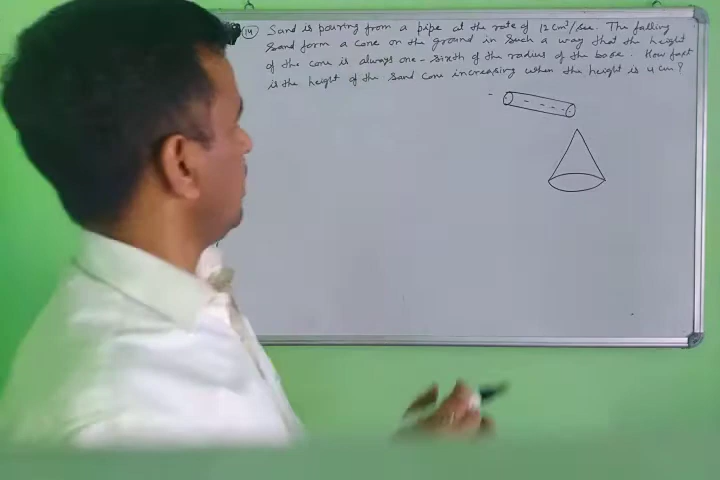 (14) Sand is pouring from a pipe at the rate of 12 cm³/sec. The falling
Sand form a cone on the ground in such a way that the height
of the cone is always one-sixth of the radius of the base. How fast
is the height of the sand cone increasing when the height is 4 cm?